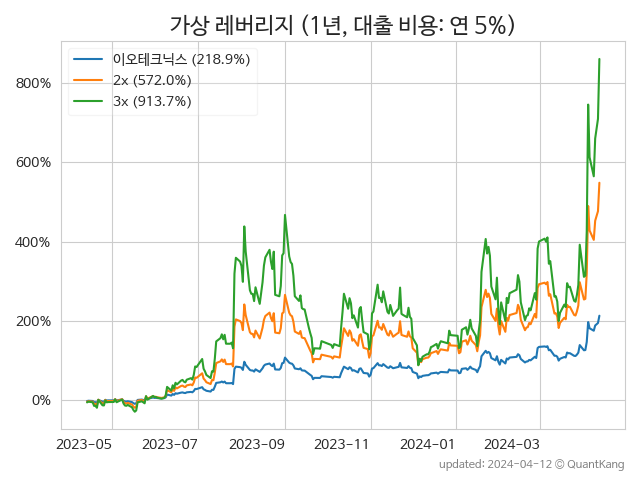 가상 레버리지 (1년, 대출 비용: 연 5%)
이오테크닉스 (218.9%)
2x (572.0%)
3x (913.7%)
800%
600%
400%
200%
0%
2023-05 2023-07 2023-09 2023-11 2024-01 2024-03
updated: 2024-04-12 © QuantKang